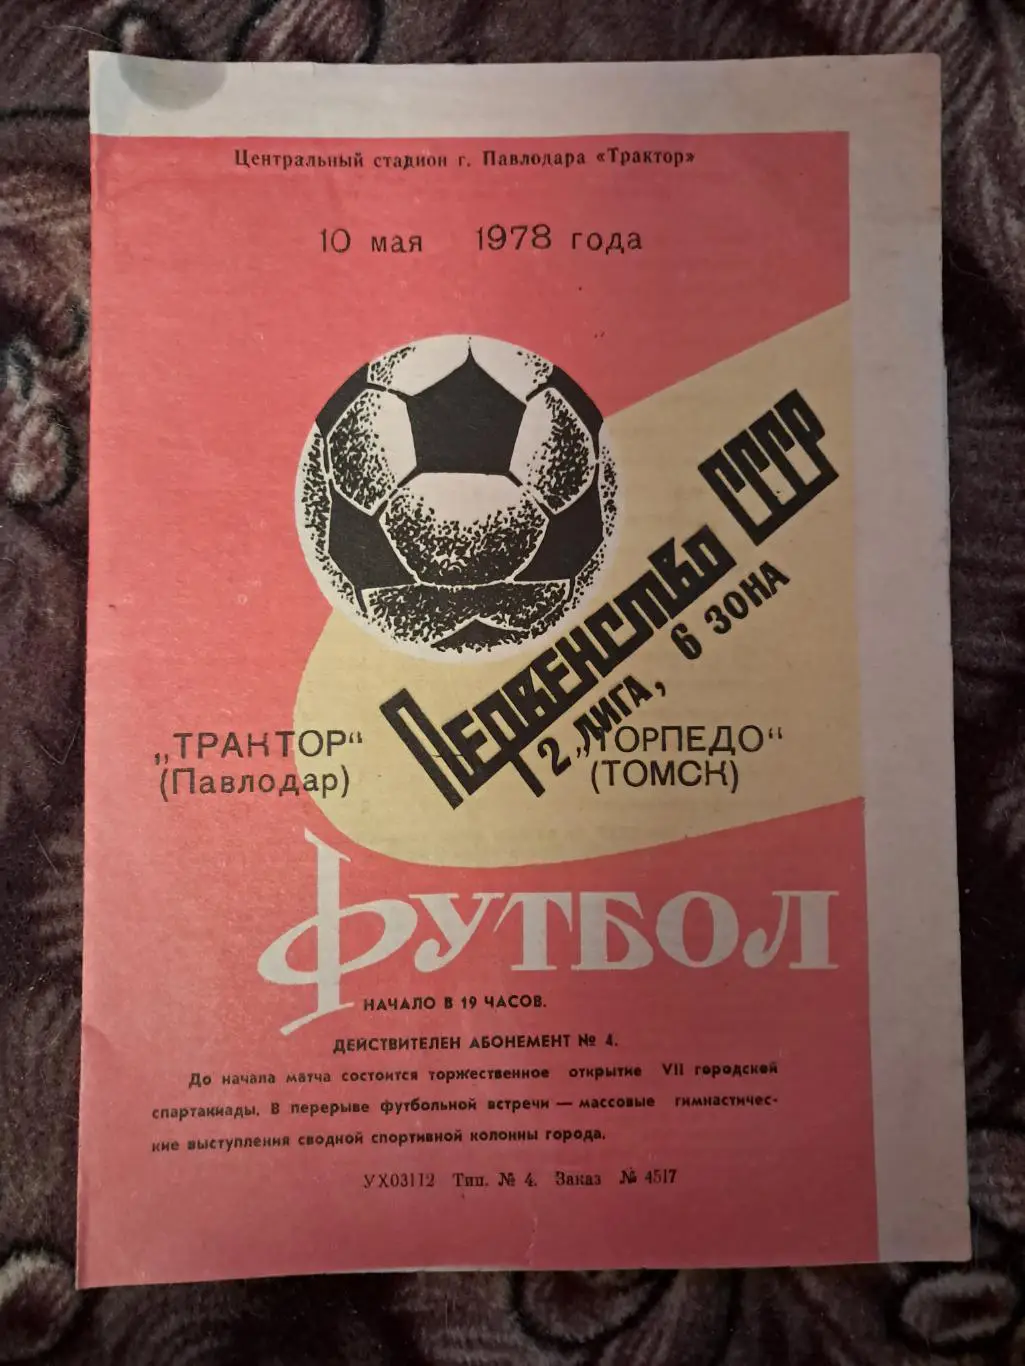 Центральный стадион г. Павлодара «Трактор»
10 мая 1978 года
Первенство СССР
2 ЛИГА, 6 ЗОНА
„ТРАКТОР“
(Павлодар)
„ТОРПЕДО“
(ТОМСК)
ФУТБОЛ
НАЧАЛО В 19 ЧАСОВ.
ДЕЙСТВИТЕЛЕН АБОНЕМЕНТ № 4.
До начала матча состоится торжественное открытие VII городской
спартакиады. В перерыве футбольной встречи — массовые гимнастичес-
кие выступления сводной спортивной колонны города.
УХ03112 Тип. № 4. Заказ № 4517